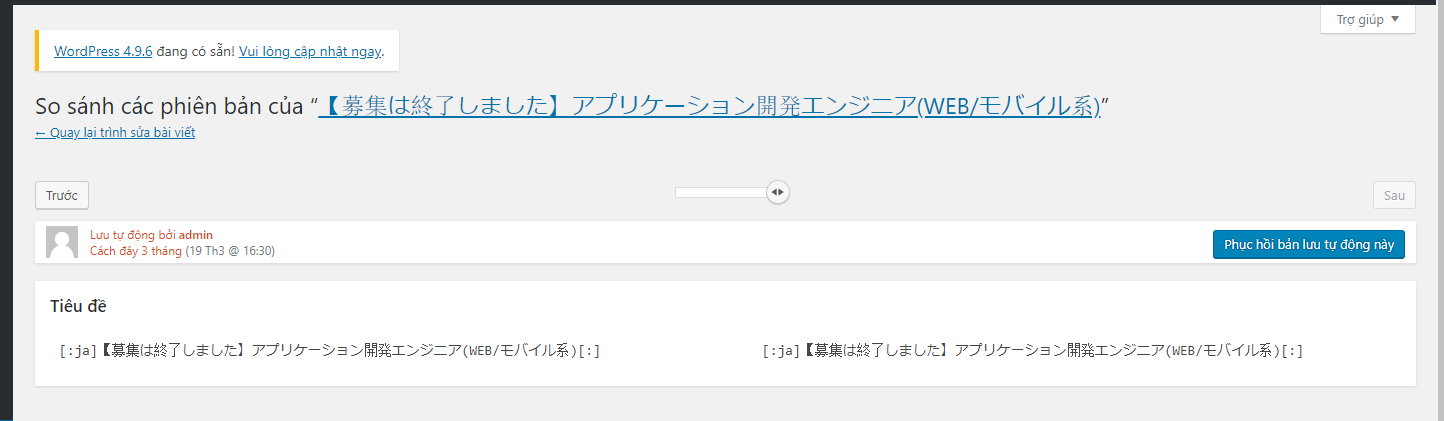 Trợ giúp
WordPress 4.9.6 đang có sẵn! Vui lòng cập nhật ngay.
So sánh các phiên bản của “【募集は終了しました】アプリケーション開発エンジニア(WEB/モバイル系)”
← Quay lại trình sửa bài viết
Trước
Sau
Lưu tự động bởi admin
Cách đây 3 tháng (19 Th3 @ 16:30)
Phục hồi bản lưu tự động này
Tiêu đề
[:ja]【募集は終了しました】アプリケーション開発エンジニア(WEB/モバイル系)[:]
[:ja]【募集は終了しました】アプリケーション開発エンジニア(WEB/モバイル系)[:]